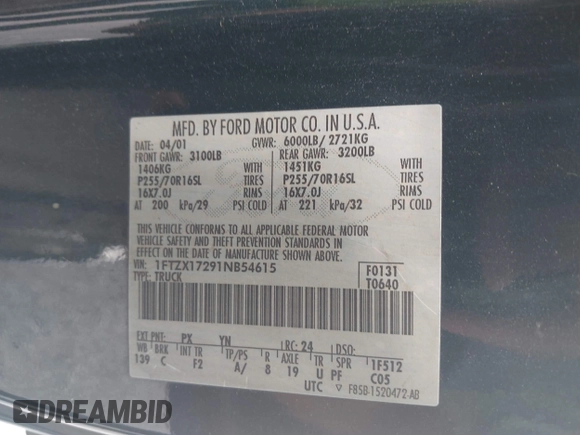 MFD. BY FORD MOTOR CO. IN U.S.A.
DATE: 04/01 GVWR: 6000LB/ 2721KG
FRONT GAWR: 3100LB REAR GAWR: 3200LB
1406KG WITH 1451KG WITH
P255/70R16SL TIRES P255/70R16SL TIRES
16X7.0J RIMS 16X7.0J RIMS
AT 200 kPa/29 PSI COLD AT 221 kPa/32 PSI COLD
THIS VEHICLE CONFORMS TO ALL APPLICABLE FEDERAL MOTOR
VEHICLE SAFETY AND THEFT PREVENTION STANDARDS IN
EFFECT ON THE DATE OF MANUFACTURE SHOWN ABOVE.
VIN: 1FTZX17291NB54615 F0131
TYPE: TRUCK T0640
EXT PNT: PX YN RC: 24 DSO:
WB BRK INT TR TP/PS R AXLE TR SPR 1F512
139 C F2 A/ 8 19 U PF C05
UTC ▽ F8SB-1520472-AB
DREAMBID